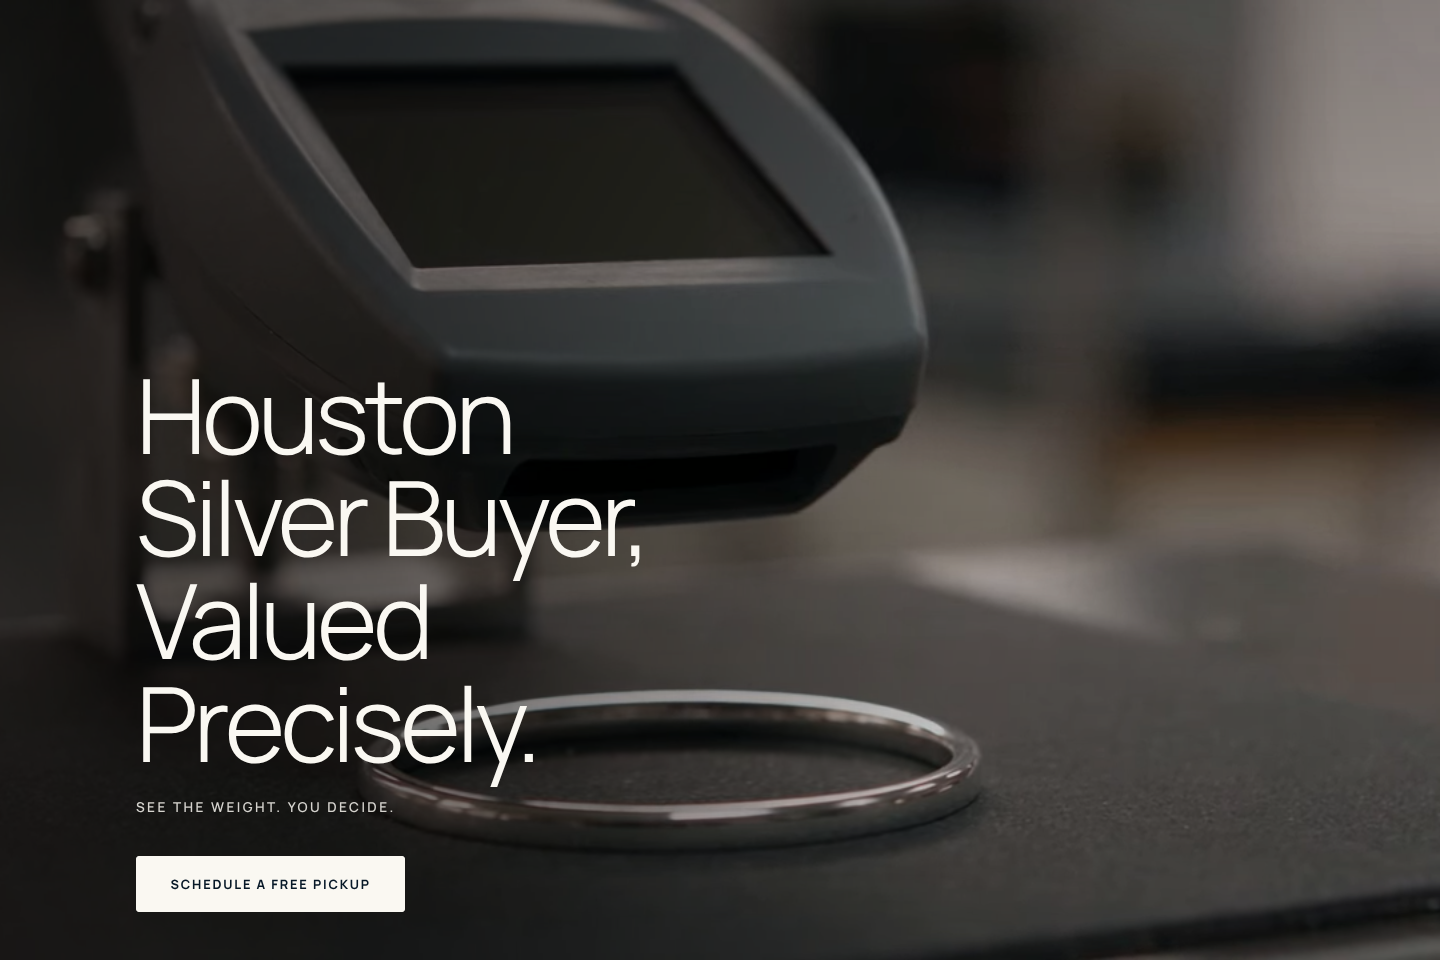 Houston
Silver Buyer,
Valued
Precisely.
SEE THE WEIGHT. YOU DECIDE.
SCHEDULE A FREE PICKUP